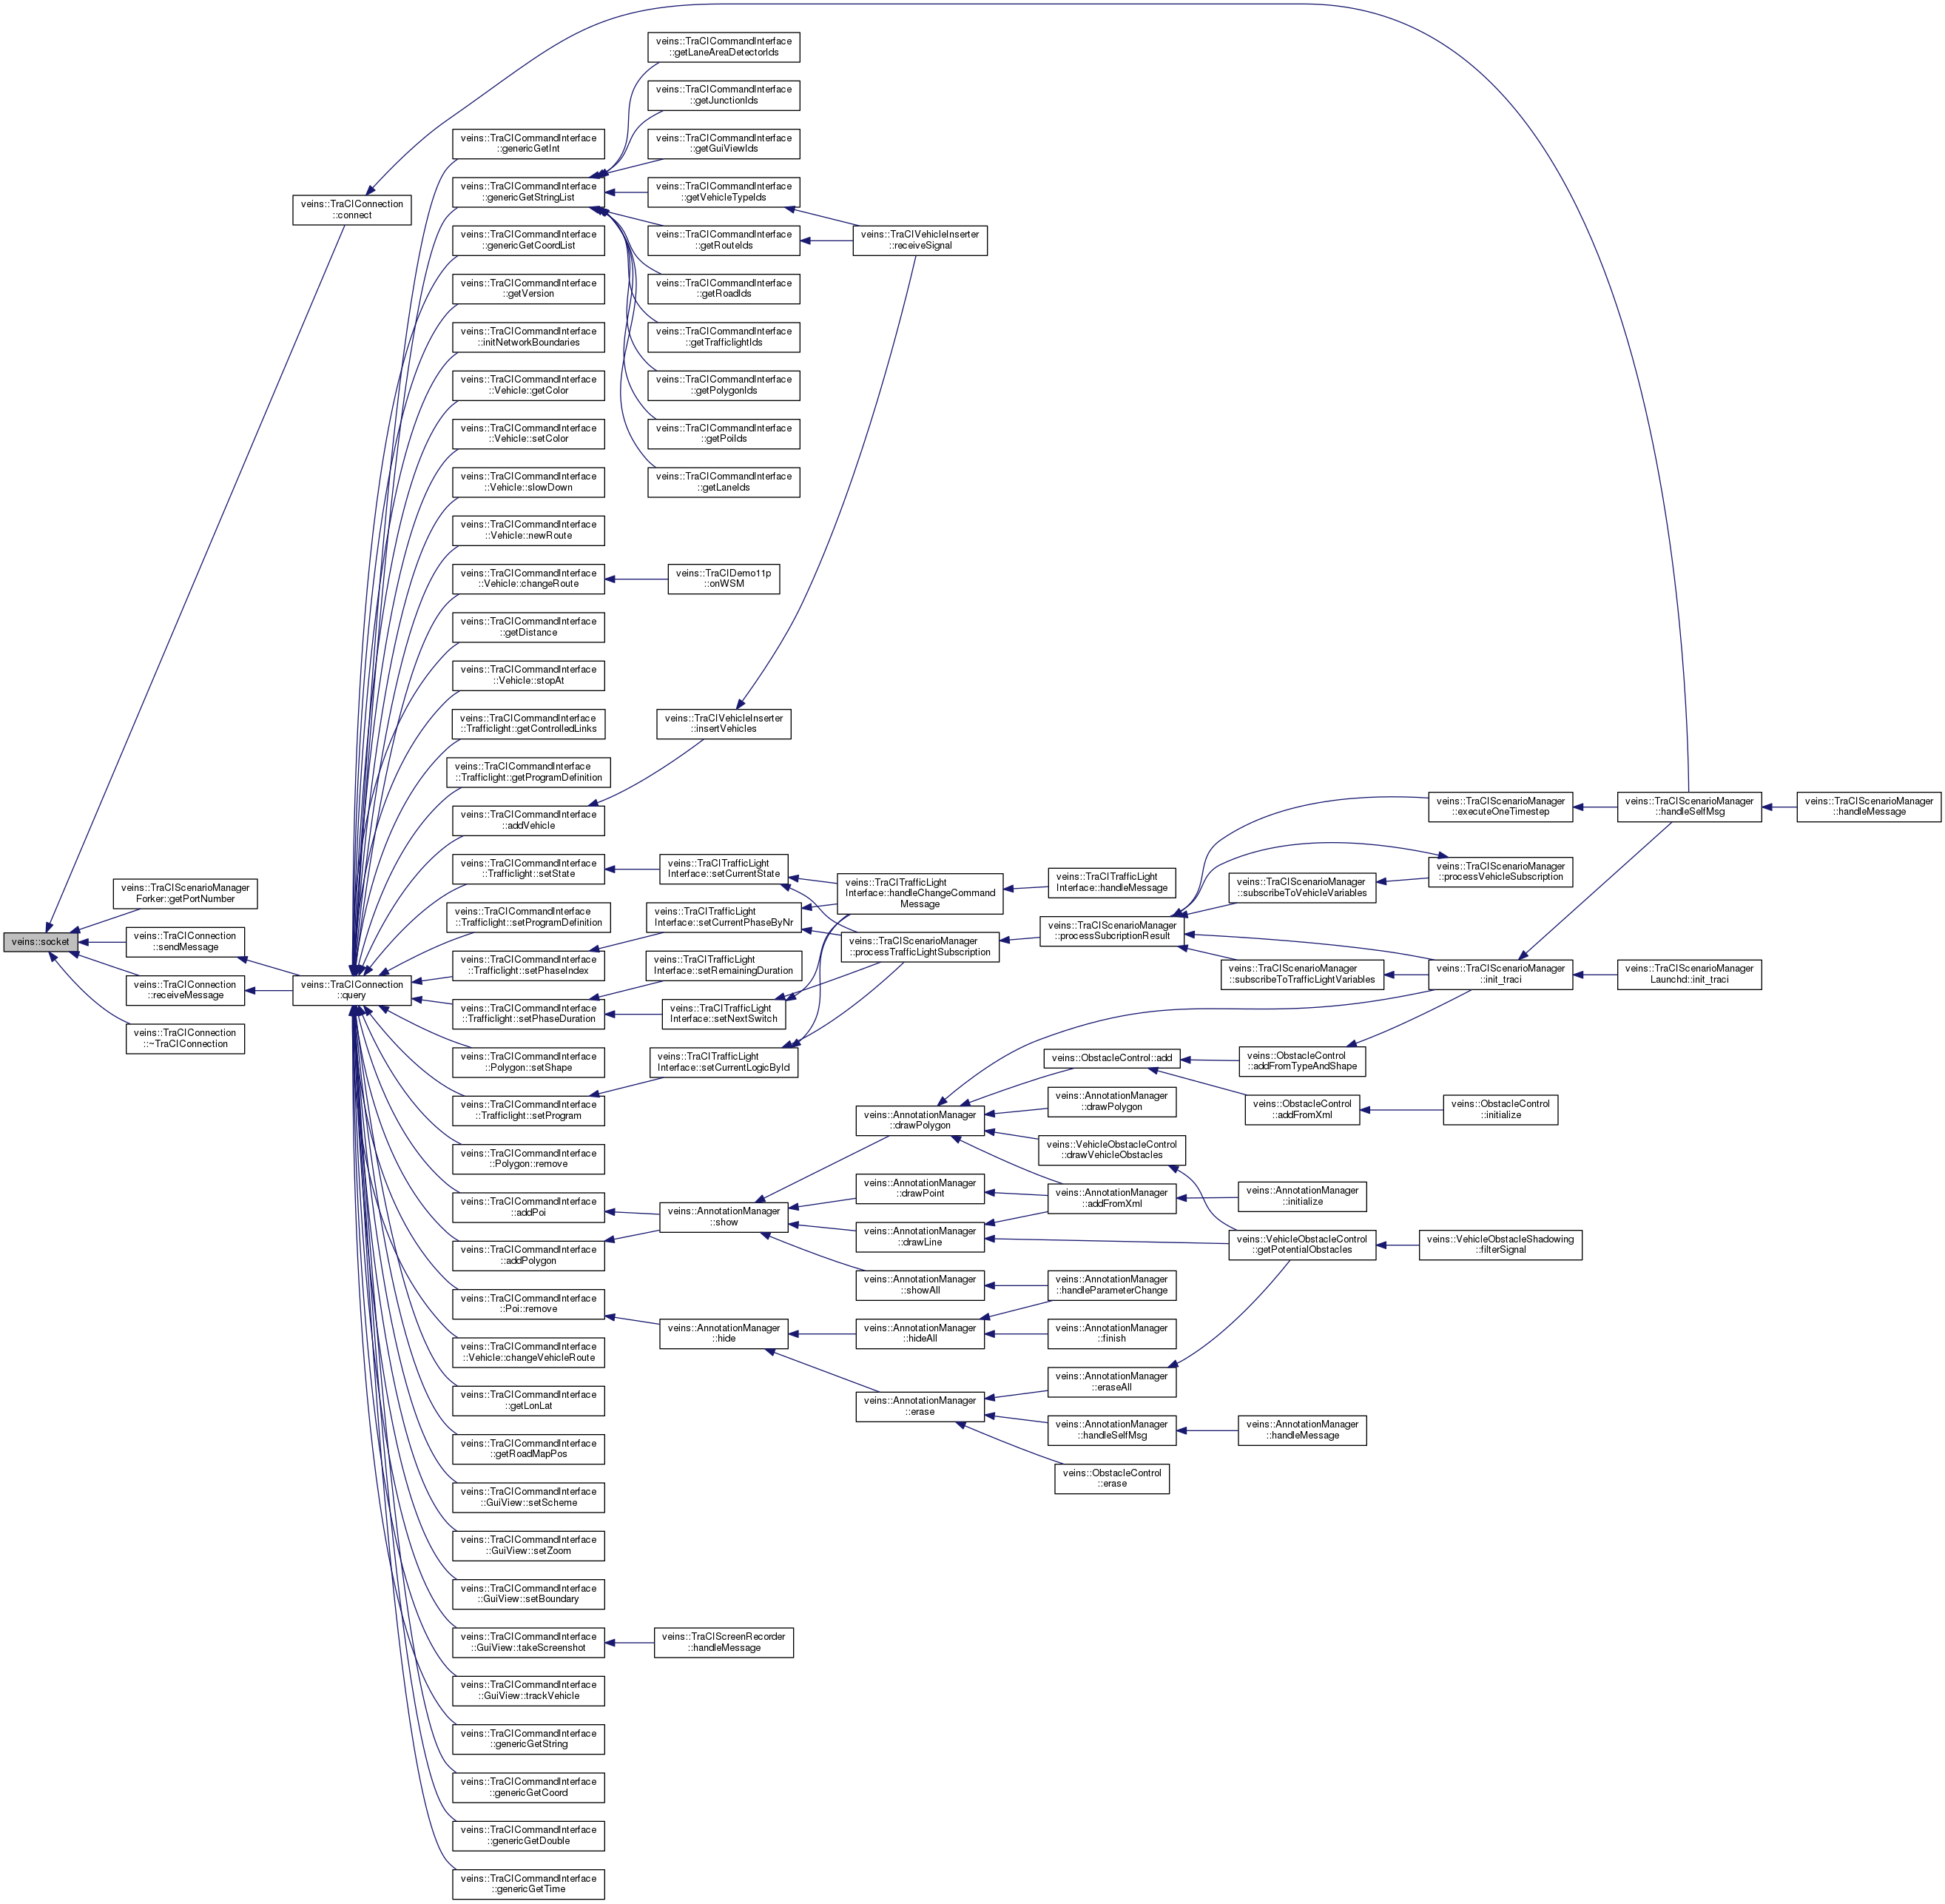 veins::socket
veins::TraCIConnection
::connect
veins::TraCIScenarioManager
Forker::getPortNumber
veins::TraCIConnection
::sendMessage
veins::TraCIConnection
::receiveMessage
veins::TraCIConnection
::~TraCIConnection
veins::TraCIConnection
::query
veins::TraCICommandInterface
::genericGetInt
veins::TraCICommandInterface
::genericGetStringList
veins::TraCICommandInterface
::genericGetCoordList
veins::TraCICommandInterface
::getVersion
veins::TraCICommandInterface
::initNetworkBoundaries
veins::TraCICommandInterface
::Vehicle::getColor
veins::TraCICommandInterface
::Vehicle::setColor
veins::TraCICommandInterface
::Vehicle::slowDown
veins::TraCICommandInterface
::Vehicle::newRoute
veins::TraCICommandInterface
::Vehicle::changeRoute
veins::TraCICommandInterface
::getDistance
veins::TraCICommandInterface
::Vehicle::stopAt
veins::TraCICommandInterface
::Trafficlight::getControlledLinks
veins::TraCICommandInterface
::Trafficlight::getProgramDefinition
veins::TraCICommandInterface
::addVehicle
veins::TraCICommandInterface
::Trafficlight::setState
veins::TraCICommandInterface
::Trafficlight::setProgramDefinition
veins::TraCICommandInterface
::Trafficlight::setPhaseIndex
veins::TraCICommandInterface
::Trafficlight::setPhaseDuration
veins::TraCICommandInterface
::Polygon::setShape
veins::TraCICommandInterface
::Trafficlight::setProgram
veins::TraCICommandInterface
::Polygon::remove
veins::TraCICommandInterface
::addPoi
veins::TraCICommandInterface
::addPolygon
veins::TraCICommandInterface
::Poi::remove
veins::TraCICommandInterface
::Vehicle::changeVehicleRoute
veins::TraCICommandInterface
::getLonLat
veins::TraCICommandInterface
::getRoadMapPos
veins::TraCICommandInterface
::GuiView::setScheme
veins::TraCICommandInterface
::GuiView::setZoom
veins::TraCICommandInterface
::GuiView::setBoundary
veins::TraCICommandInterface
::GuiView::takeScreenshot
veins::TraCICommandInterface
::GuiView::trackVehicle
veins::TraCICommandInterface
::genericGetString
veins::TraCICommandInterface
::genericGetCoord
veins::TraCICommandInterface
::genericGetDouble
veins::TraCICommandInterface
::genericGetTime
veins::TraCICommandInterface
::getLaneAreaDetectorIds
veins::TraCICommandInterface
::getJunctionIds
veins::TraCICommandInterface
::getGuiViewIds
veins::TraCICommandInterface
::getVehicleTypeIds
veins::TraCICommandInterface
::getRouteIds
veins::TraCICommandInterface
::getRoadIds
veins::TraCICommandInterface
::getTrafficlightIds
veins::TraCICommandInterface
::getPolygonIds
veins::TraCICommandInterface
::getPoiIds
veins::TraCICommandInterface
::getLaneIds
veins::TraCIDemo11p
::onWSM
veins::TraCIVehicleInserter
::insertVehicles
veins::TraCITrafficLight
Interface::setCurrentState
veins::TraCITrafficLight
Interface::setCurrentPhaseByNr
veins::TraCITrafficLight
Interface::setRemainingDuration
veins::TraCITrafficLight
Interface::setNextSwitch
veins::TraCITrafficLight
Interface::setCurrentLogicById
veins::AnnotationManager
::show
veins::AnnotationManager
::hide
veins::TraCIScreenRecorder
::handleMessage
veins::TraCIVehicleInserter
::receiveSignal
veins::TraCITrafficLight
Interface::handleChangeCommand
Message
veins::TraCIScenarioManager
::processTrafficLightSubscription
veins::AnnotationManager
::drawPolygon
veins::AnnotationManager
::drawPoint
veins::AnnotationManager
::drawLine
veins::AnnotationManager
::showAll
veins::AnnotationManager
::hideAll
veins::AnnotationManager
::erase
veins::TraCITrafficLight
Interface::handleMessage
veins::TraCIScenarioManager
::processSubcriptionResult
veins::ObstacleControl::add
veins::AnnotationManager
::drawPolygon
veins::VehicleObstacleControl
::drawVehicleObstacles
veins::AnnotationManager
::addFromXml
veins::AnnotationManager
::handleParameterChange
veins::AnnotationManager
::finish
veins::AnnotationManager
::eraseAll
veins::AnnotationManager
::handleSelfMsg
veins::ObstacleControl
::erase
veins::TraCIScenarioManager
::subscribeToVehicleVariables
veins::TraCIScenarioManager
::subscribeToTrafficLightVariables
veins::ObstacleControl
::addFromTypeAndShape
veins::ObstacleControl
::addFromXml
veins::AnnotationManager
::initialize
veins::VehicleObstacleControl
::getPotentialObstacles
veins::AnnotationManager
::handleMessage
veins::TraCIScenarioManager
::executeOneTimestep
veins::TraCIScenarioManager
::processVehicleSubscription
veins::TraCIScenarioManager
::init_traci
veins::ObstacleControl
::initialize
veins::VehicleObstacleShadowing
::filterSignal
veins::TraCIScenarioManager
::handleSelfMsg
veins::TraCIScenarioManager
Launchd::init_traci
veins::TraCIScenarioManager
::handleMessage